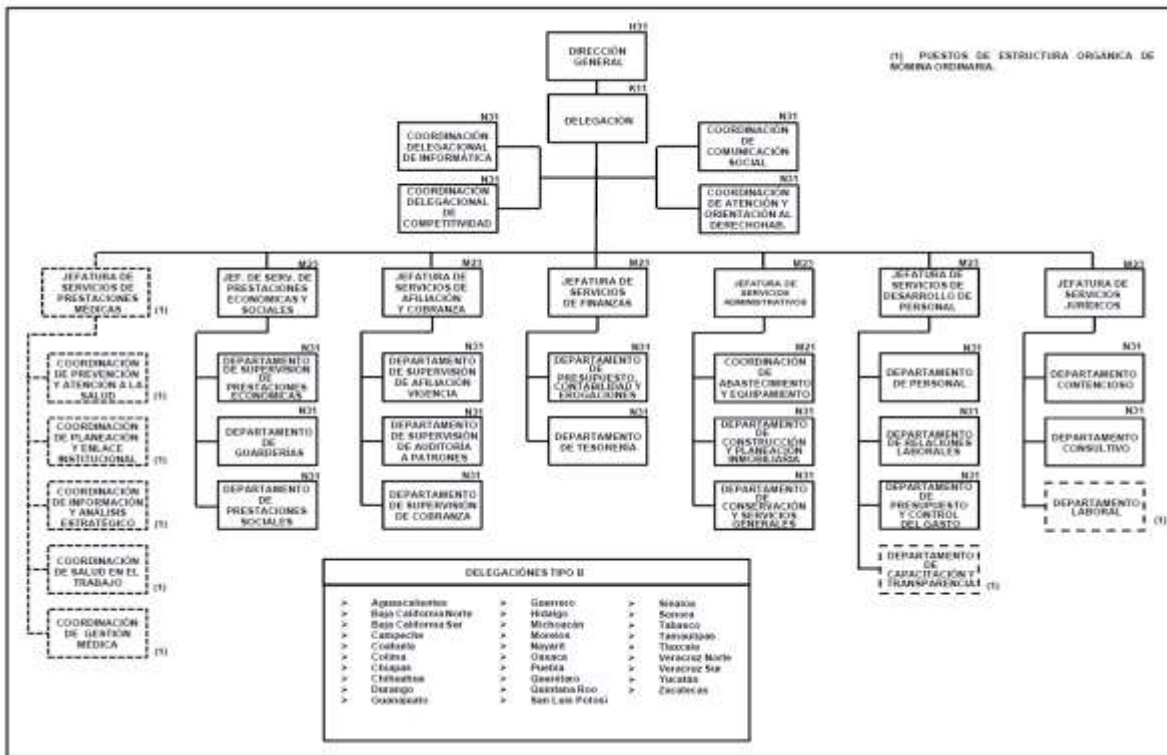 H31
DIRECCIÓN
GENERAL
(1) PUESTOS DE ESTRUCTURA ORGÁNICA DE
NÓMINA ORDINARIA.
K11
DELEGACIÓN
N31
COORDINACIÓN
DELEGACIONAL
DE INFORMÁTICA
N31
COORDINACIÓN
DE
COMUNICACIÓN
SOCIAL
N31
COORDINACIÓN
DELEGACIONAL
DE
COMPETITIVIDAD
N31
COORDINACIÓN
DE ATENCIÓN Y
ORIENTACIÓN AL
DERECHOHAB.
JEFATURA DE
SERVICIOS DE
PRESTACIONES
MÉDICAS
(1)
M23
JEF. DE SERV. DE
PRESTACIONES
ECONÓMICAS Y
SOCIALES
M23
JEFATURA DE
SERVICIOS DE
AFILIACIÓN
Y COBRANZA
M23
JEFATURA DE
SERVICIOS
DE FINANZAS
M23
JEFATURA DE
SERVICIOS
ADMINISTRATIVOS
M23
JEFATURA DE
SERVICIOS DE
DESARROLLO DE
PERSONAL
M23
JEFATURA DE
SERVICIOS
JURÍDICOS
COORDINACIÓN
DE PREVENCIÓN
Y ATENCIÓN A LA
SALUD
(1)
COORDINACIÓN
DE PLANEACIÓN
Y ENLACE
INSTITUCIONAL
(1)
COORDINACIÓN
DE INFORMACIÓN
Y ANÁLISIS
ESTRATÉGICO
(1)
COORDINACIÓN
DE SALUD EN EL
TRABAJO
(1)
COORDINACIÓN
DE GESTIÓN
MÉDICA
(1)
N31
DEPARTAMENTO
DE SUPERVISIÓN
DE
PRESTACIONES
ECONÓMICAS
N31
DEPARTAMENTO
DE
GUARDERÍAS
N31
DEPARTAMENTO
DE
PRESTACIONES
SOCIALES
N31
DEPARTAMENTO
DE SUPERVISIÓN
DE AFILIACIÓN
VIGENCIA
N31
DEPARTAMENTO
DE SUPERVISIÓN
DE AUDITORÍA
A PATRONES
N31
DEPARTAMENTO
DE SUPERVISIÓN
DE COBRANZA
N31
DEPARTAMENTO
DE
PRESUPUESTO,
CONTABILIDAD Y
EROGACIONES
N31
DEPARTAMENTO
DE TESORERÍA
M21
COORDINACIÓN
DE
ABASTECIMIENTO
Y EQUIPAMIENTO
N31
DEPARTAMENTO
DE
CONSTRUCCIÓN
Y PLANEACIÓN
INMOBILIARIA
N31
DEPARTAMENTO
DE
CONSERVACIÓN
Y SERVICIOS
GENERALES
N31
DEPARTAMENTO
DE PERSONAL
N31
DEPARTAMENTO
DE RELACIONES
LABORALES
N31
DEPARTAMENTO
DE
PRESUPUESTO
Y CONTROL
DEL GASTO
DEPARTAMENTO
DE
CAPACITACIÓN Y
TRANSPARENCIA
(1)
N31
DEPARTAMENTO
CONTENCIOSO
N31
DEPARTAMENTO
CONSULTIVO
DEPARTAMENTO
LABORAL
(1)
DELEGACIÓNES TIPO B
➢ Aguascalientes
➢ Baja California Norte
➢ Baja California Sur
➢ Campeche
➢ Coahuila
➢ Colima
➢ Chiapas
➢ Chihuahua
➢ Durango
➢ Guanajuato
➢ Guerrero
➢ Hidalgo
➢ Michoacán
➢ Morelos
➢ Nayarit
➢ Oaxaca
➢ Puebla
➢ Querétaro
➢ Quintana Roo
➢ San Luis Potosí
➢ Sinaloa
➢ Sonora
➢ Tabasco
➢ Tamaulipas
➢ Tlaxcala
➢ Veracruz Norte
➢ Veracruz Sur
➢ Yucatán
➢ Zacatecas